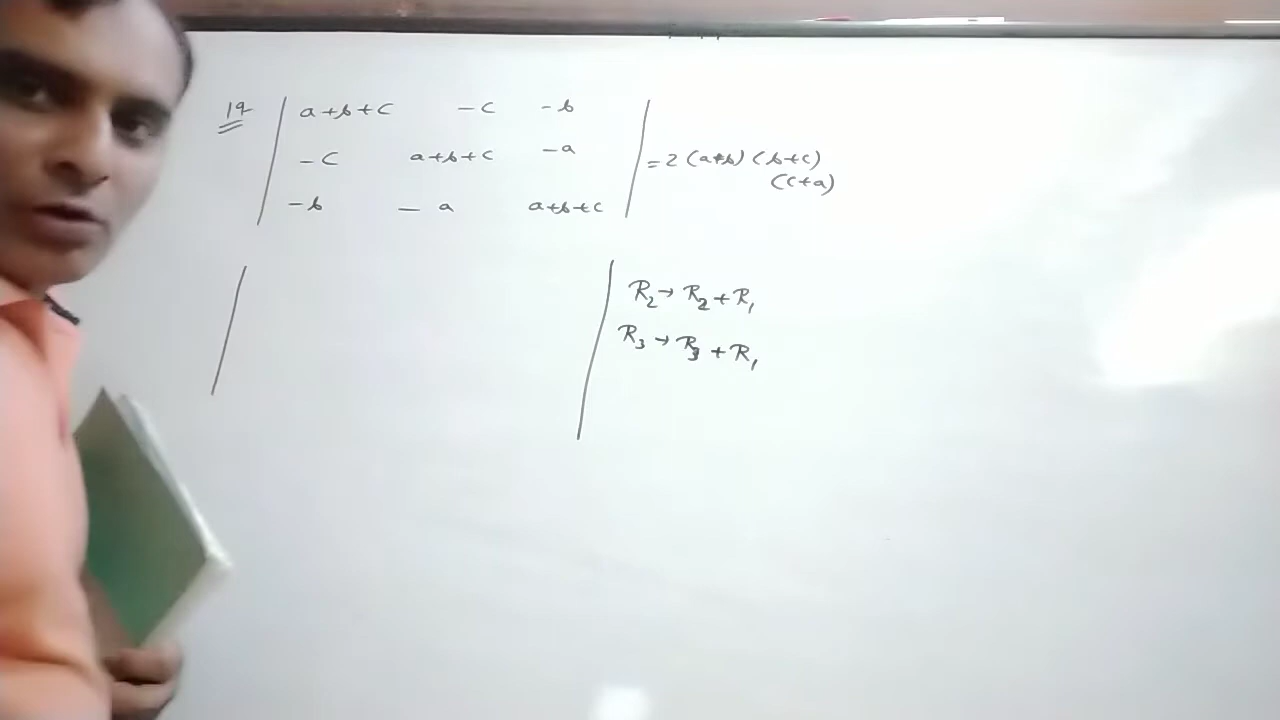 19 | a+b+c -c -b |
| -c a+b+c -a | = 2 (a+b) (b+c)
(c+a)
| -b - a a+b+c |
R₂ → R₂ + R₁
R₃ → R₃ + R₁